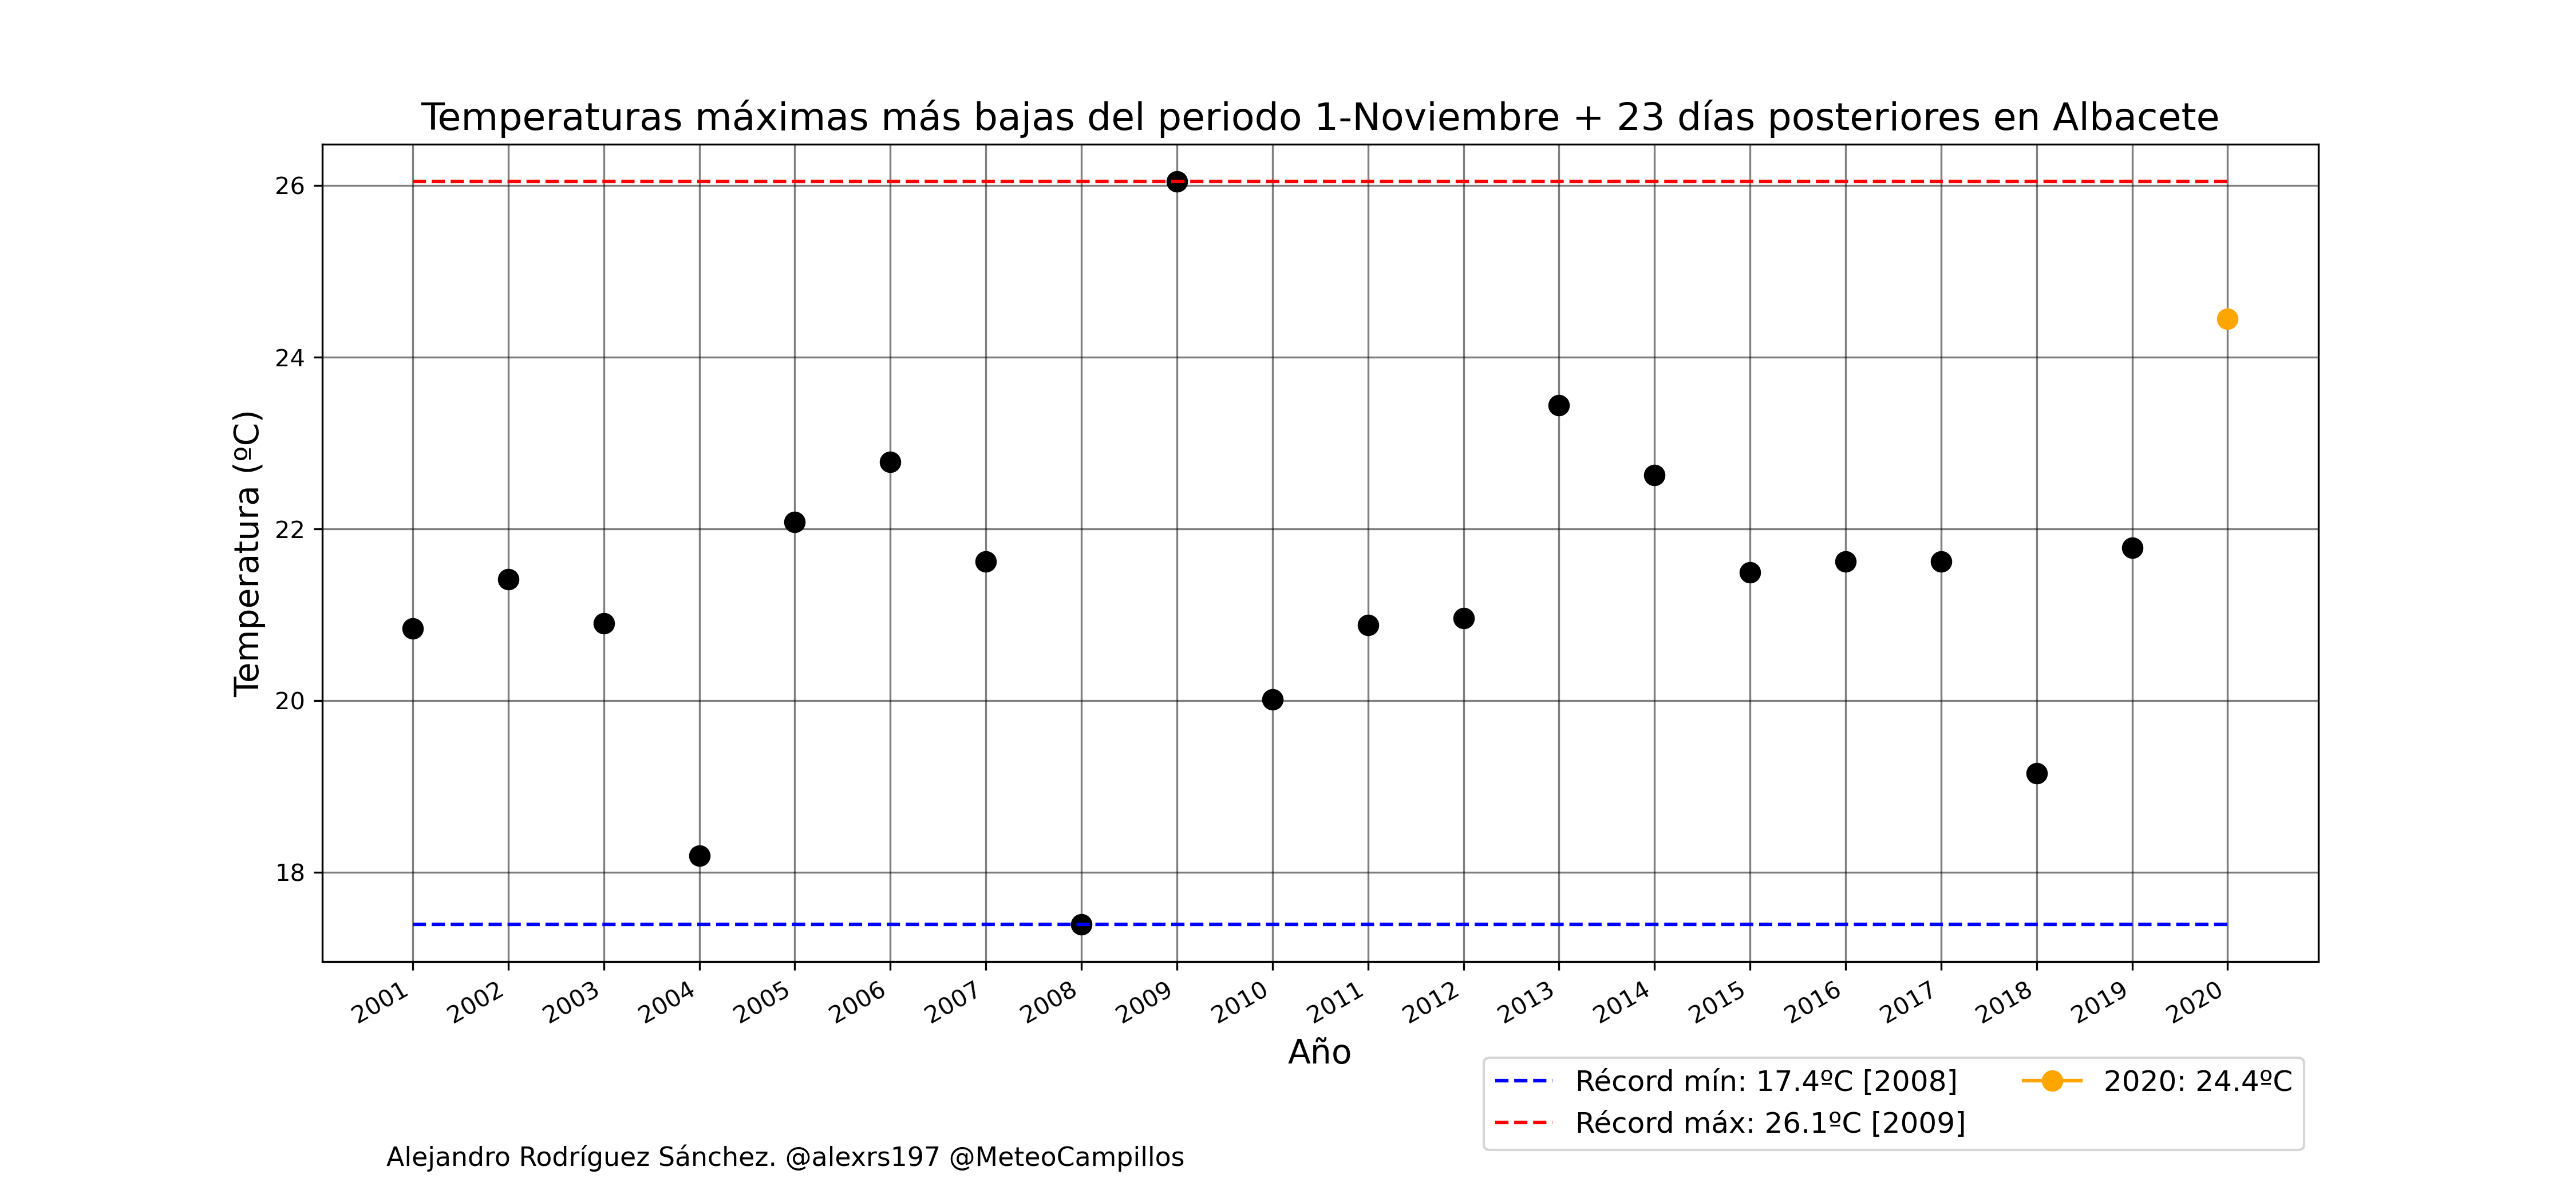 Temperaturas máximas más bajas del periodo 1-Noviembre + 23 días posteriores en Albacete
Temperatura (ºC)
26
24
22
20
18
2001 2002 2003 2004 2005 2006 2007 2008 2009 2010 2011 2012 2013 2014 2015 2016 2017 2018 2019 2020
Año
Récord mín: 17.4ºC [2008]
Récord máx: 26.1ºC [2009]
2020: 24.4ºC
Alejandro Rodríguez Sánchez. @alexrs197 @MeteoCampillos